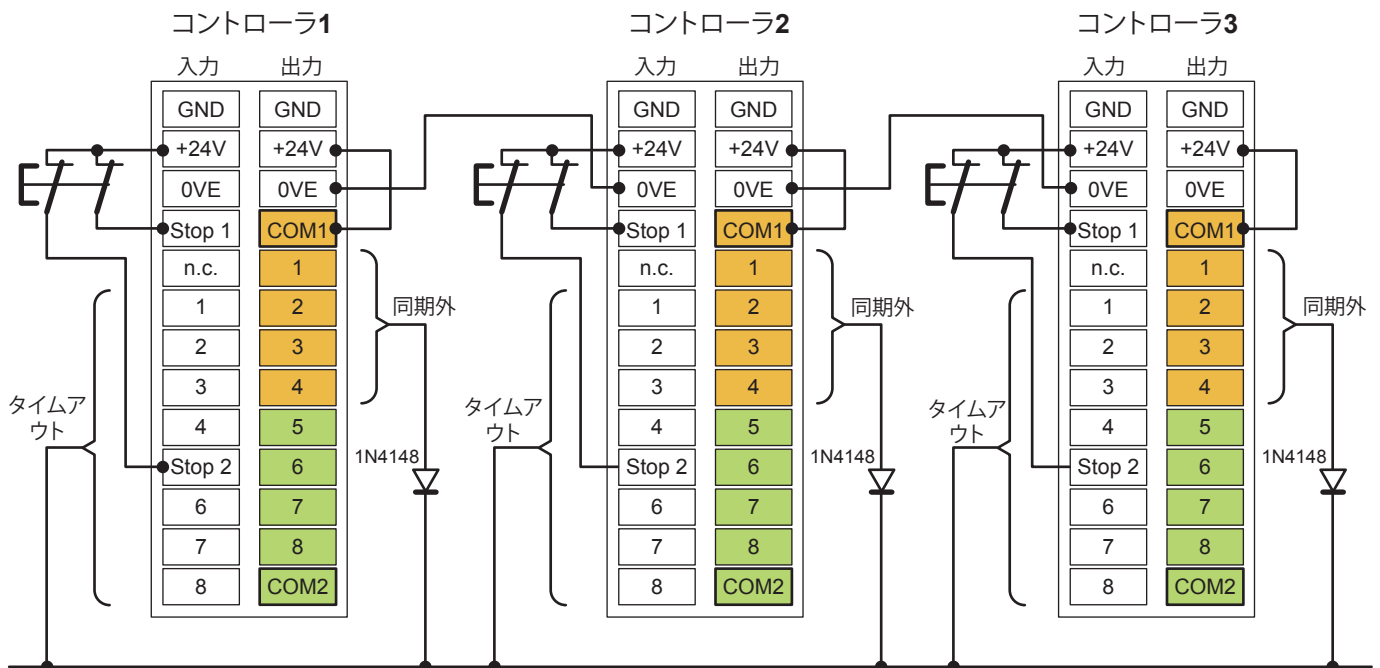 コントローラ1
入力 出力
GND GND
+24V +24V
0VE 0VE
Stop 1 COM1
n.c. 1
1 2
2 3
3 4
4 5
Stop 2 6
6 7
7 8
8 COM2
同期外
タイムア
ウト
1N4148
コントローラ2
入力 出力
GND GND
+24V +24V
0VE 0VE
Stop 1 COM1
n.c. 1
1 2
2 3
3 4
4 5
Stop 2 6
6 7
7 8
8 COM2
同期外
タイムア
ウト
1N4148
コントローラ3
入力 出力
GND GND
+24V +24V
0VE 0VE
Stop 1 COM1
n.c. 1
1 2
2 3
3 4
4 5
Stop 2 6
6 7
7 8
8 COM2
同期外
タイムア
ウト
1N4148